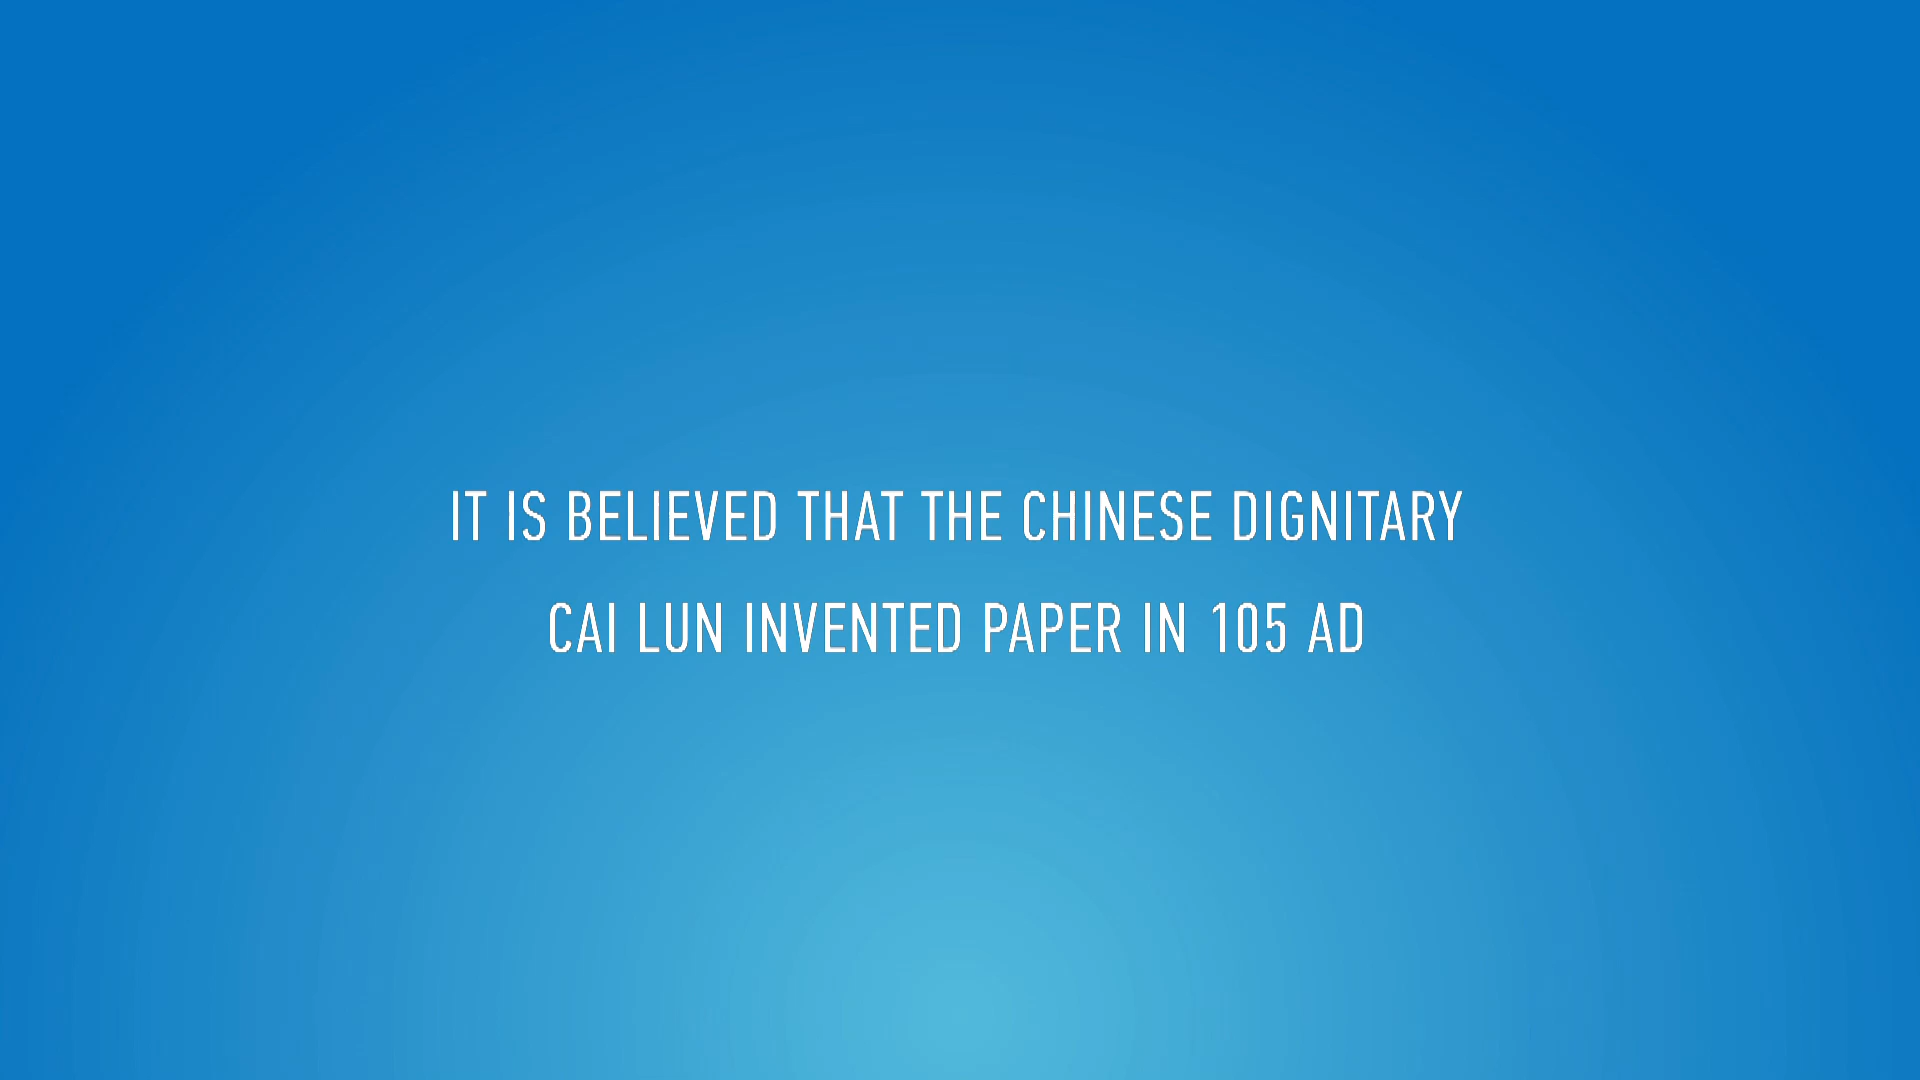 IT IS BELIEVED THAT THE CHINESE DIGNITARY
CAI LUN INVENTED PAPER IN 105 AD